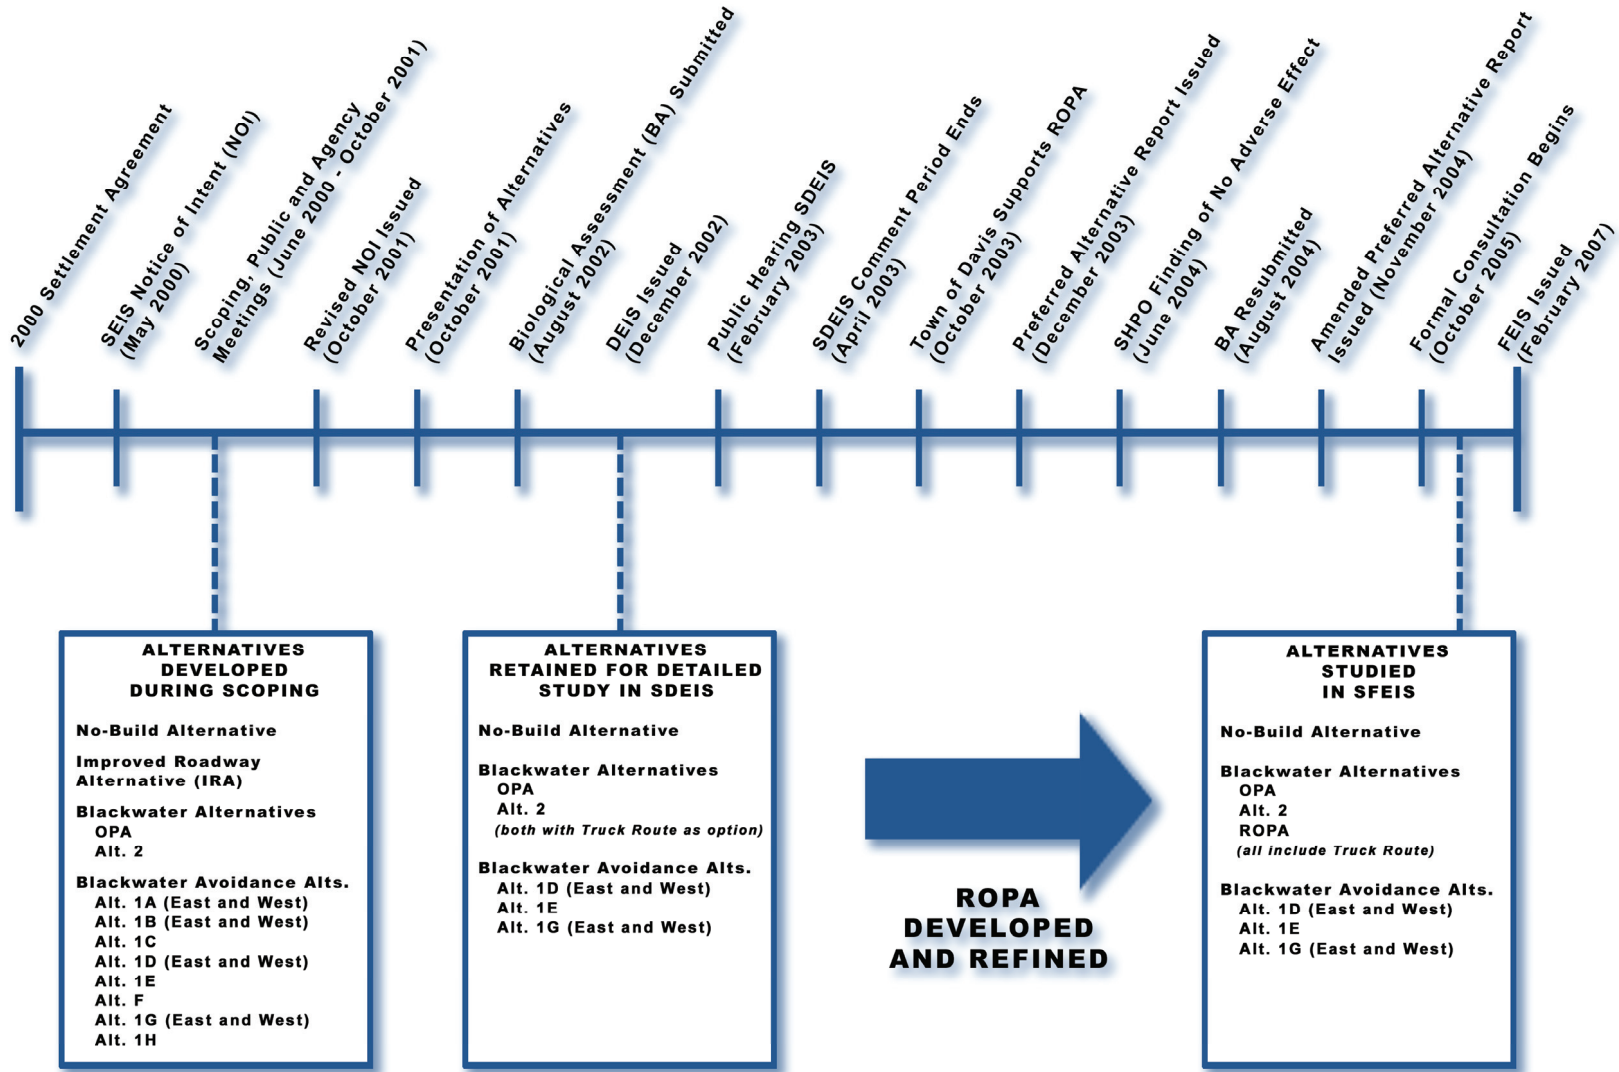 2000 Settlement Agreement
SEIS Notice of Intent (NOI)
(May 2000)
Scoping, Public and Agency
Meetings (June 2000 - October 2001)
Revised NOI Issued
(October 2001)
Presentation of Alternatives
(October 2001)
Biological Assessment (BA) Submitted
(August 2002)
DEIS Issued
(December 2002)
Public Hearing SDEIS
(February 2003)
SDEIS Comment Period Ends
(April 2003)
Town of Davis Supports ROPA
(October 2003)
Preferred Alternative Report Issued
(December 2003)
SHPO Finding of No Adverse Effect
(June 2004)
BA Resubmitted
(August 2004)
Amended Preferred Alternative Report
Issued (November 2004)
Formal Consultation Begins
(October 2005)
FEIS Issued
(February 2007)
ALTERNATIVES
DEVELOPED
DURING SCOPING
No-Build Alternative
Improved Roadway
Alternative (IRA)
Blackwater Alternatives
OPA
Alt. 2
Blackwater Avoidance Alts.
Alt. 1A (East and West)
Alt. 1B (East and West)
Alt. 1C
Alt. 1D (East and West)
Alt. 1E
Alt. F
Alt. 1G (East and West)
Alt. 1H
ALTERNATIVES
RETAINED FOR DETAILED
STUDY IN SDEIS
No-Build Alternative
Blackwater Alternatives
OPA
Alt. 2
(both with Truck Route as option)
Blackwater Avoidance Alts.
Alt. 1D (East and West)
Alt. 1E
Alt. 1G (East and West)
ROPA
DEVELOPED
AND REFINED
ALTERNATIVES
STUDIED
IN SFEIS
No-Build Alternative
Blackwater Alternatives
OPA
Alt. 2
ROPA
(all include Truck Route)
Blackwater Avoidance Alts.
Alt. 1D (East and West)
Alt. 1E
Alt. 1G (East and West)